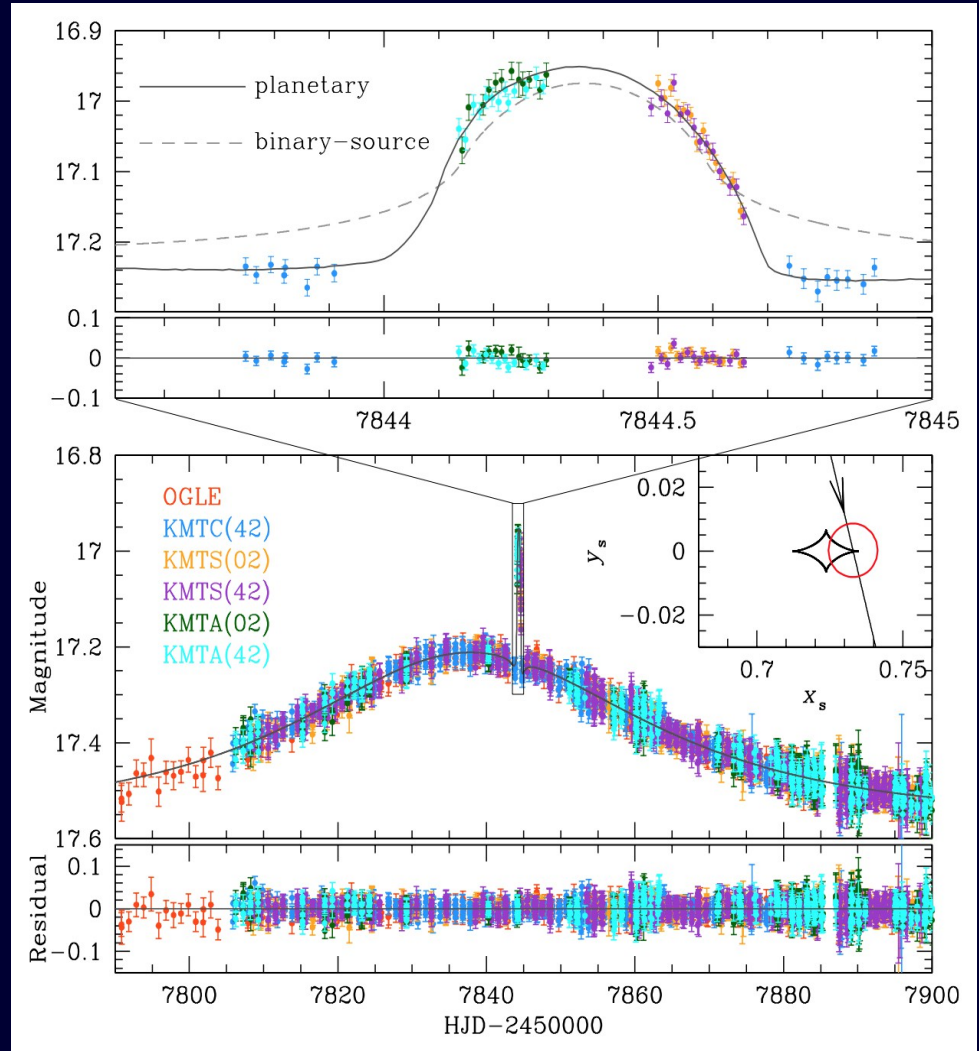 16.9
planetary
17
binary-source
17.1
17.2
0.1
0
-0.1
7844
7844.5
7845
16.8
OGLE
KMTC(42)
KMTS(02)
KMTS(42)
KMTA(02)
KMTA(42)
17
17.2
17.4
17.6
Magnitude
0.02
0
-0.02
y s
0.7
0.75
x s
0.1
0
-0.1
Residual
7800
7820
7840
7860
7880
7900
HJD-2450000